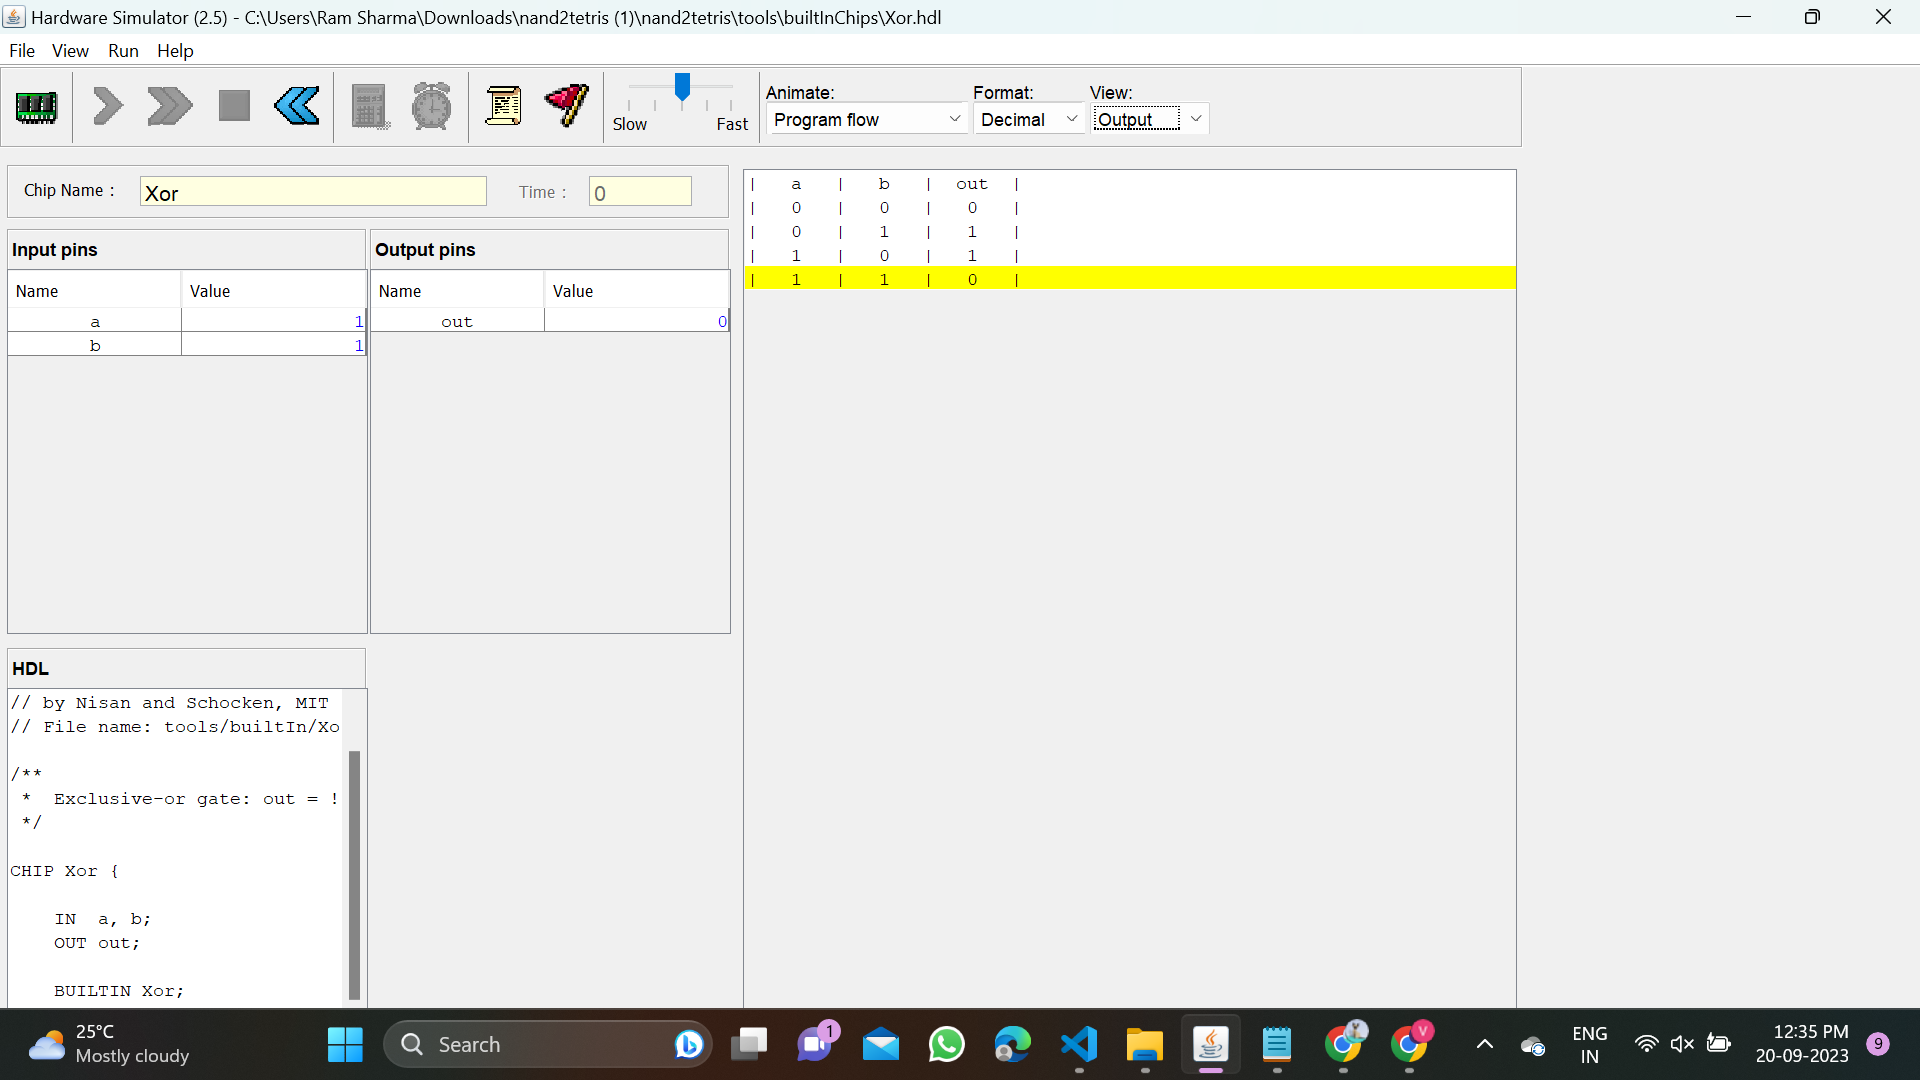 Hardware Simulator (2.5) - C:\Users\Ram Sharma\Downloads\nand2tetris (1)\nand2tetris\tools\builtInChips\Xor.hdl
File View Run Help
Slow Fast
Animate: Format: View:
Program flow Decimal Output
Chip Name : Xor Time : 0
Input pins Output pins
Name Value Name Value
a 1 out 0
b 1
| a | b | out |
| 0 | 0 | 0 |
| 0 | 1 | 1 |
| 1 | 0 | 1 |
| 1 | 1 | 0 |
HDL
// by Nisan and Schocken, MIT
// File name: tools/builtIn/Xo
/**
* Exclusive-or gate: out = !
*/
CHIP Xor {
IN a, b;
OUT out;
BUILTIN Xor;
25°C
Mostly cloudy
Search
1
V
ENG
IN
12:35 PM
20-09-2023
9